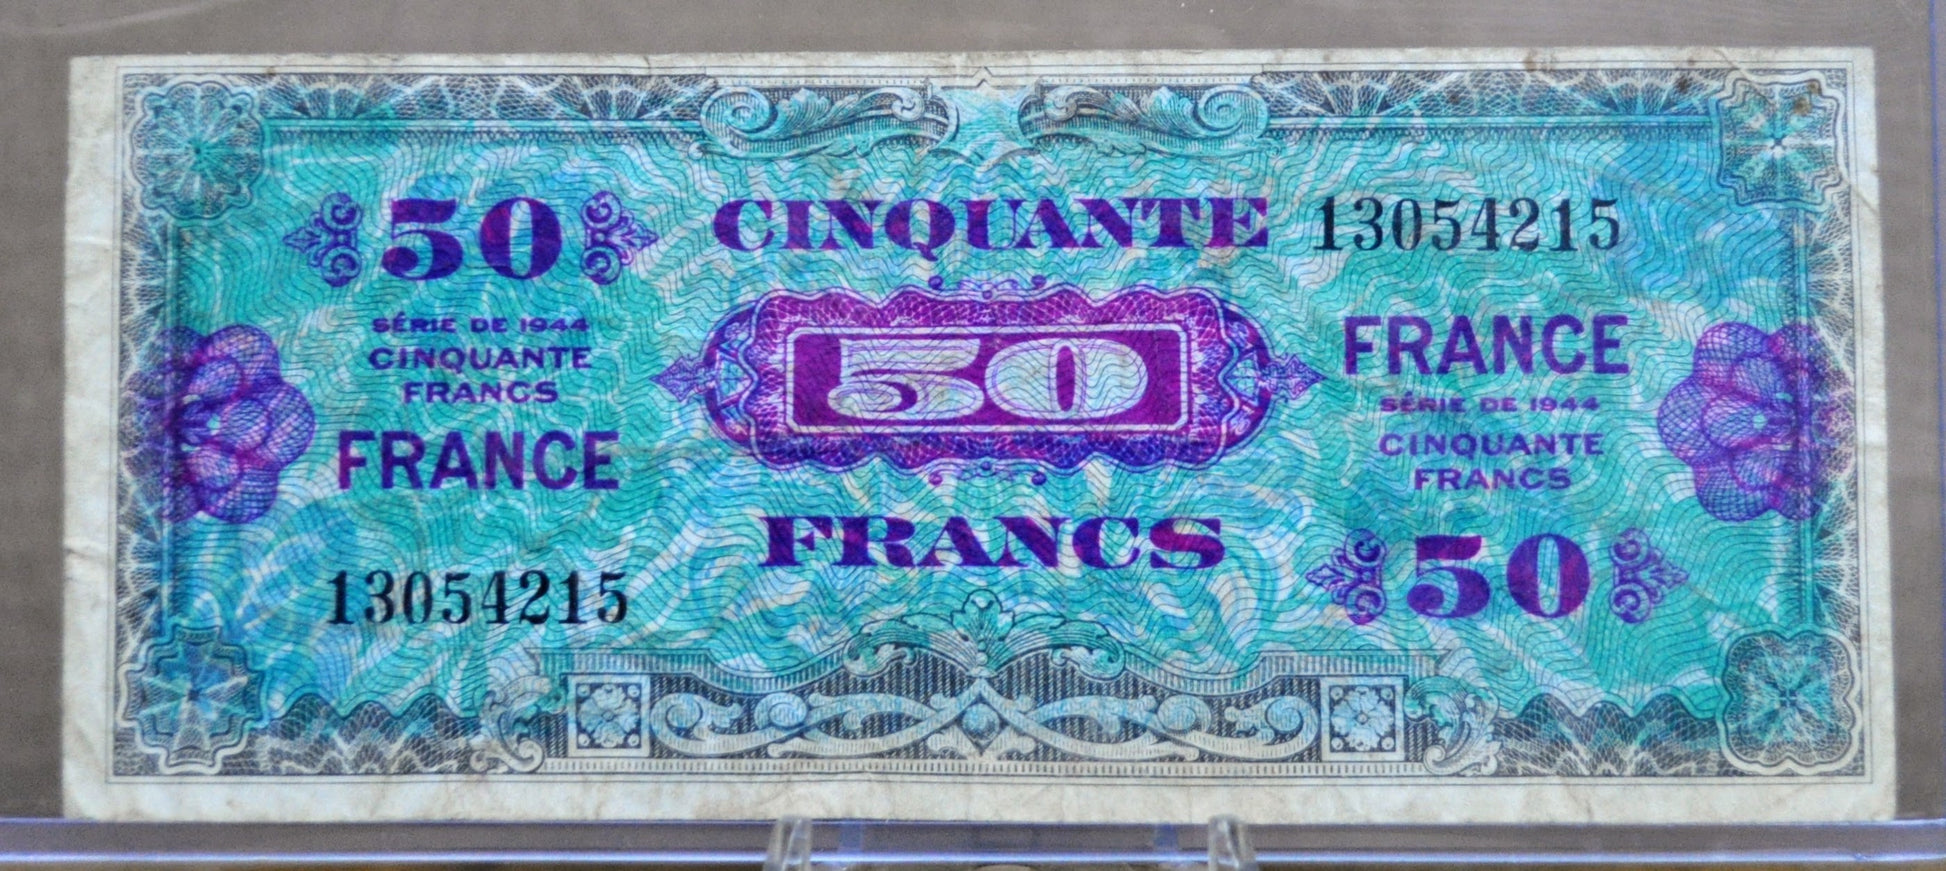 50
CINQUANTE
13054215
SÉRIE DE 1944
CINQUANTE
FRANCS
FRANCE
50
FRANCE
SÉRIE DE 1944
CINQUANTE
FRANCS
FRANCS
13054215
50